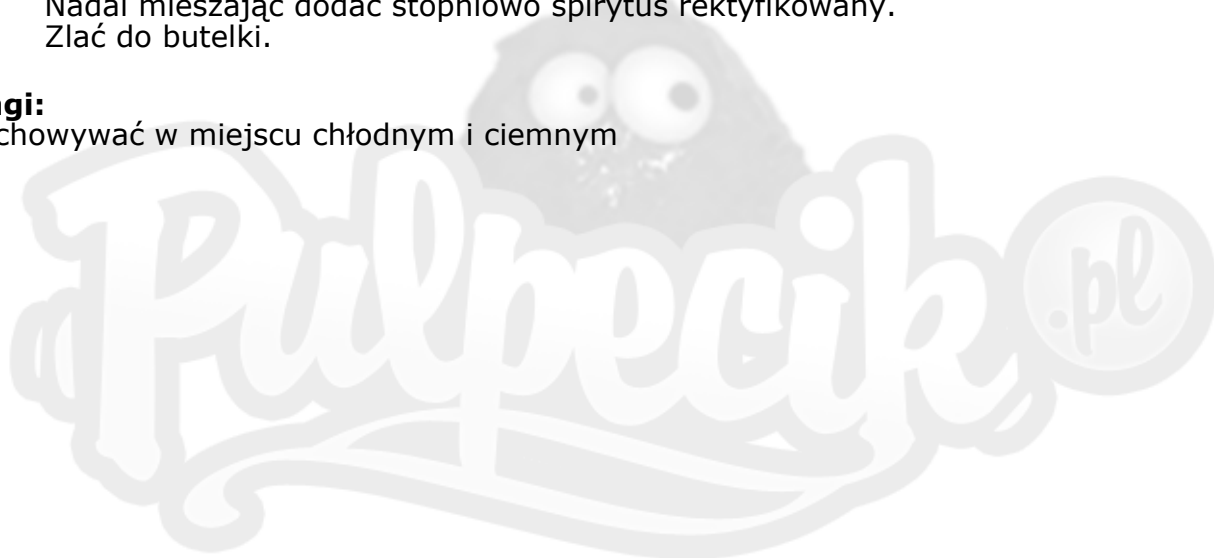 Nadal mieszając dodać stopniowo spirytus rektyfikowany.
Zlać do butelki.
gi:
chowywać w miejscu chłodnym i ciemnym
Pulpecik .pl